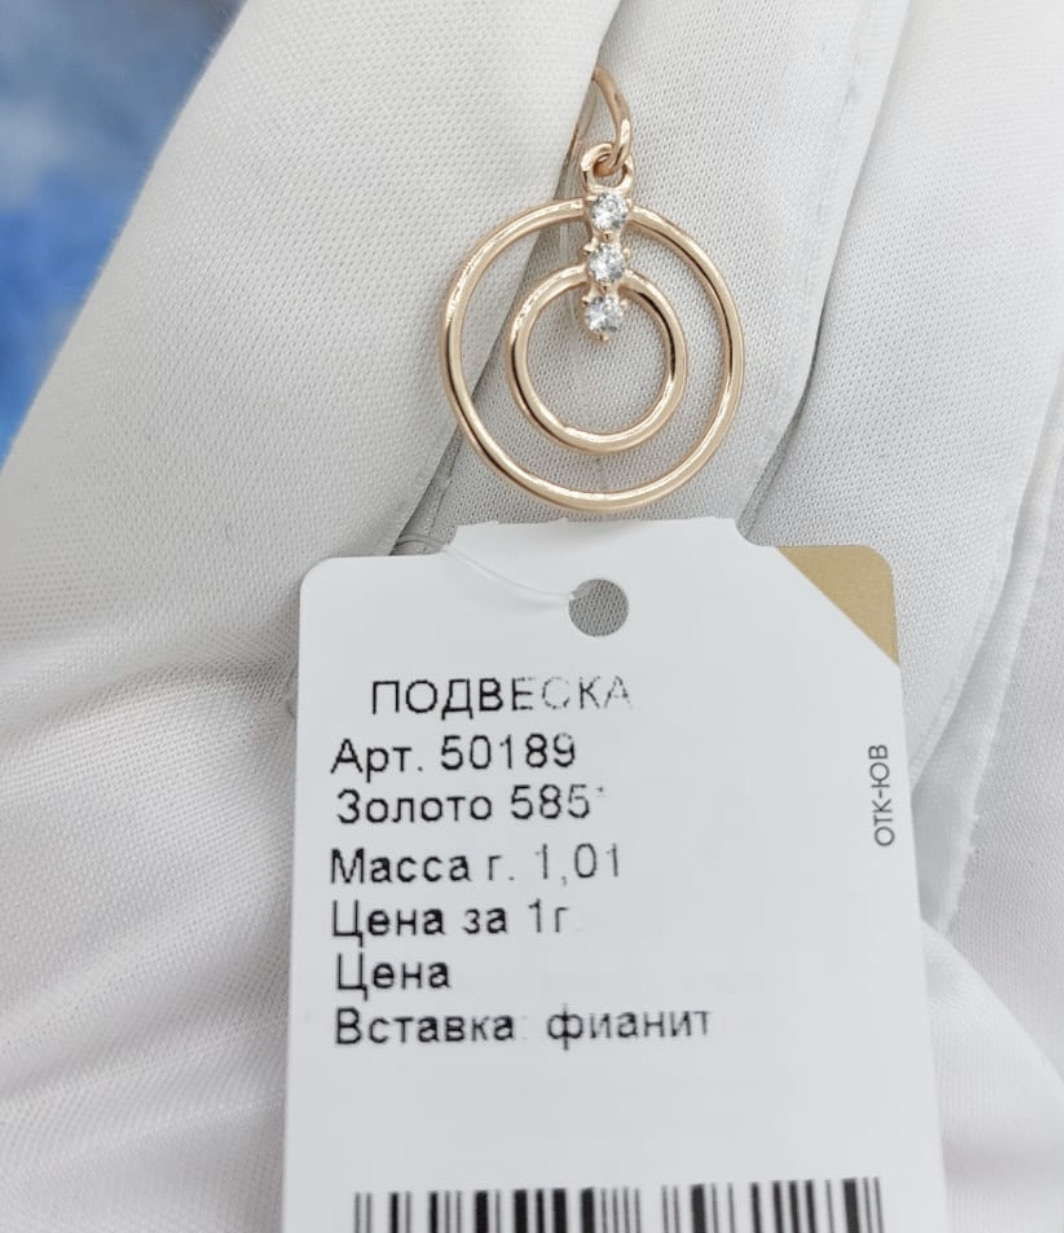 ПОДВЕСКА
Арт. 50189
Золото 585*
Масса г. 1,01
Цена за 1г
Цена
Вставка: фианит
ОТК-ЮВ